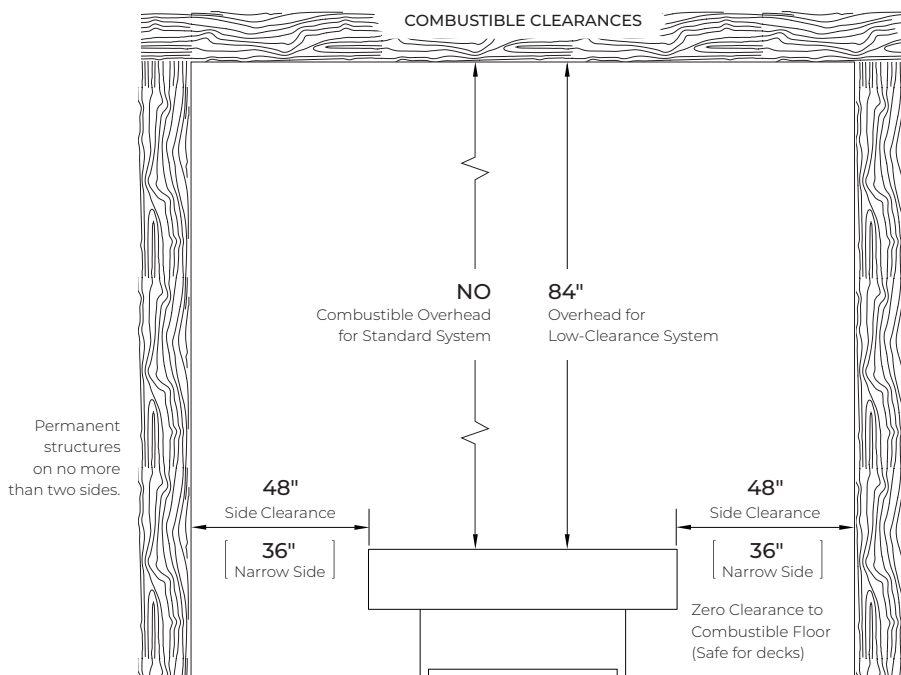 COMBUSTIBLE CLEARANCES
NO
Combustible Overhead
for Standard System
84"
Overhead for
Low-Clearance System
Permanent
structures
on no more
than two sides.
48"
Side Clearance
36"
Narrow Side
48"
Side Clearance
36"
Narrow Side
Zero Clearance to
Combustible Floor
(Safe for decks)